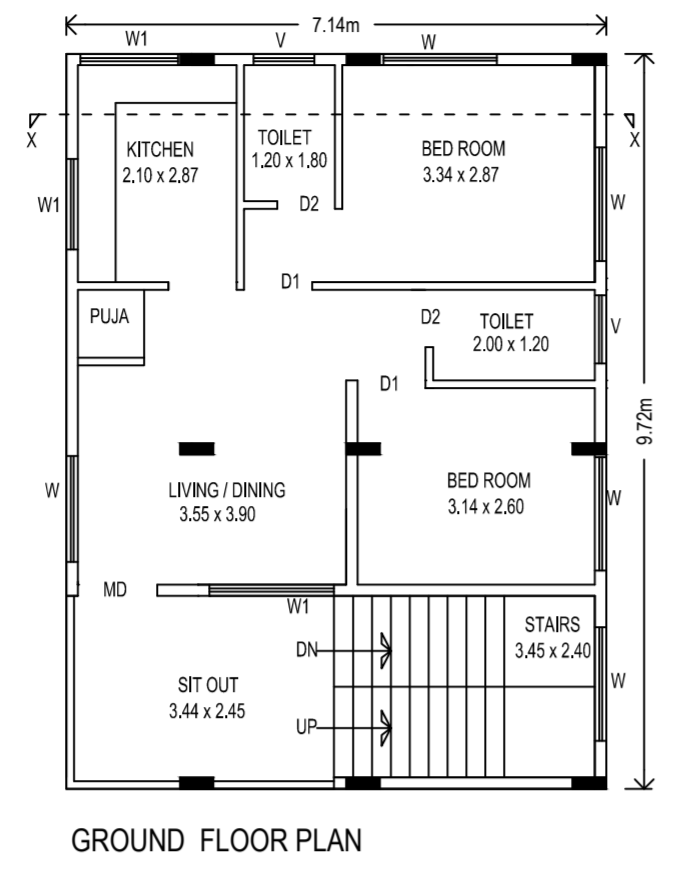 7.14m
W1
V
W
X
X
KITCHEN
2.10 x 2.87
TOILET
1.20 x 1.80
BED ROOM
3.34 x 2.87
W1
D2
W
D1
PUJA
D2
TOILET
2.00 x 1.20
V
D1
9.72m
W
LIVING / DINING
3.55 x 3.90
BED ROOM
3.14 x 2.60
W
MD
W1
STAIRS
3.45 x 2.40
DN
SIT OUT
3.44 x 2.45
W
UP
GROUND FLOOR PLAN